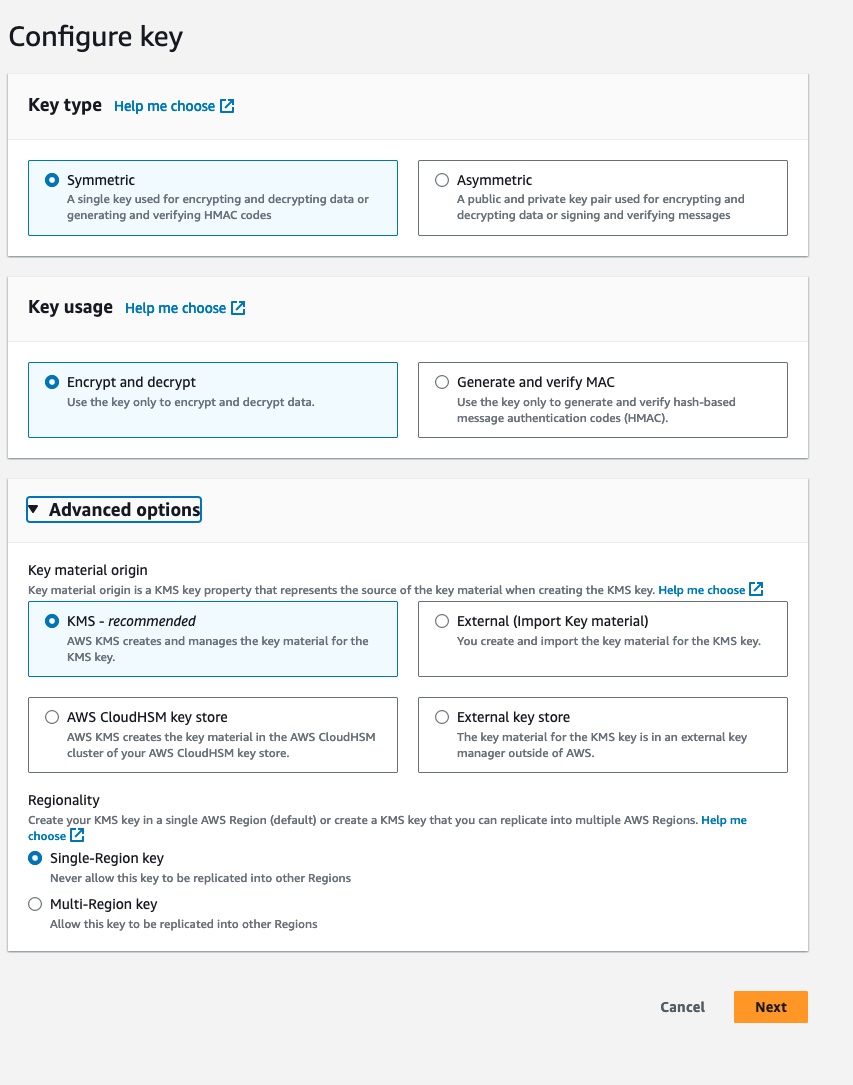 Configure key
Key type Help me choose
Symmetric
A single key used for encrypting and decrypting data or
generating and verifying HMAC codes
Asymmetric
A public and private key pair used for encrypting and
decrypting data or signing and verifying messages
Key usage Help me choose
Encrypt and decrypt
Use the key only to encrypt and decrypt data.
Generate and verify MAC
Use the key only to generate and verify hash-based
message authentication codes (HMAC).
Advanced options
Key material origin
Key material origin is a KMS key property that represents the source of the key material when creating the KMS key. Help me choose
KMS - recommended
AWS KMS creates and manages the key material for the
KMS key.
External (Import Key material)
You create and import the key material for the KMS key.
AWS CloudHSM key store
AWS KMS creates the key material in the AWS CloudHSM
cluster of your AWS CloudHSM key store.
External key store
The key material for the KMS key is in an external key
manager outside of AWS.
Regionality
Create your KMS key in a single AWS Region (default) or create a KMS key that you can replicate into multiple AWS Regions. Help me
choose
Single-Region key
Never allow this key to be replicated into other Regions
Multi-Region key
Allow this key to be replicated into other Regions
Cancel Next